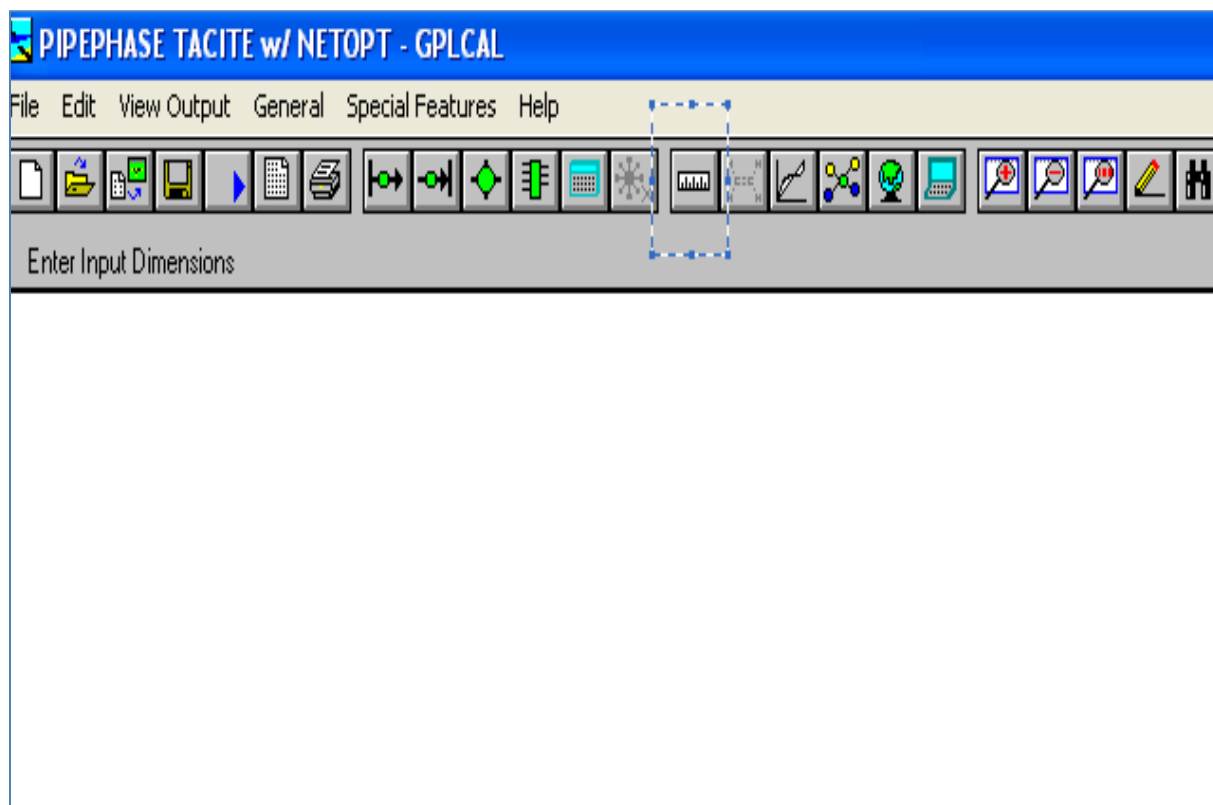 PIPEPHASE TACITE w/ NETOPT - GPLCAL
File Edit View Output General Special Features Help
Enter Input Dimensions